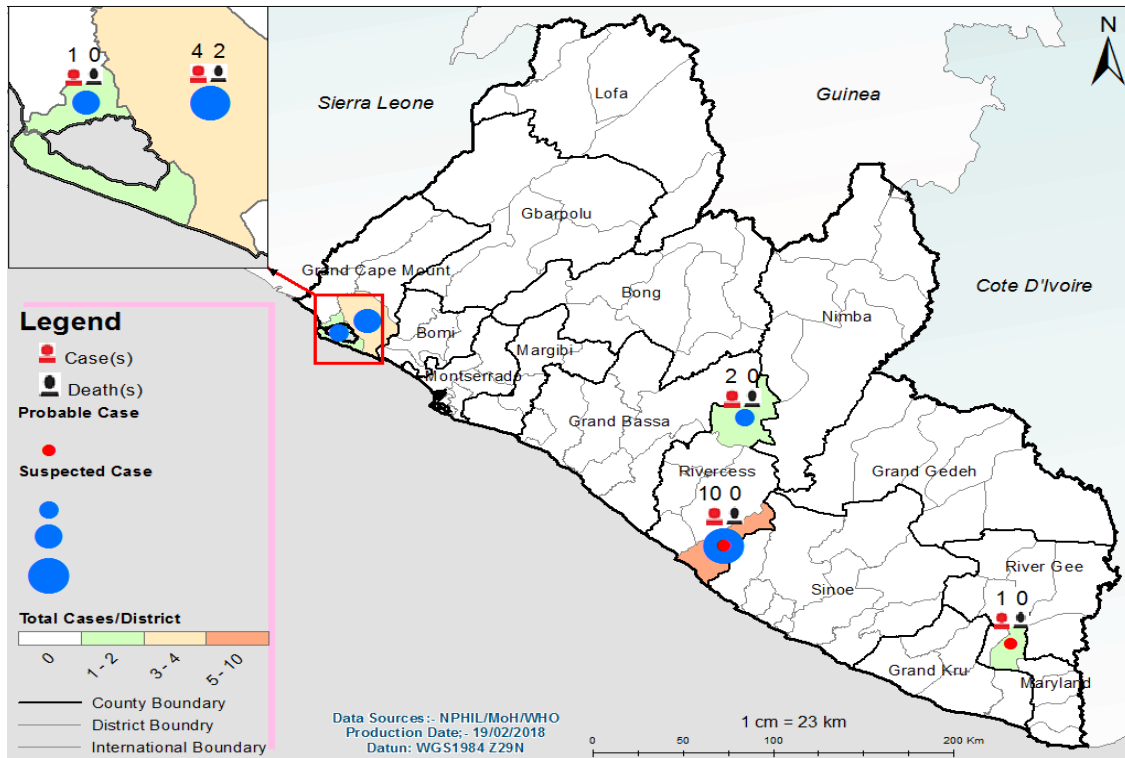 1 0
4 2
N
Sierra Leone
Guinea
Cote D'Ivoire
Lofa
Gbarpolu
Grand Cape Mount
Bong
Nimba
Bomi
Margibi
Montserrado
Grand Bassa
2 0
Rivercess
10 0
Grand Gedeh
Sinoe
River Gee
1 0
Grand Kru
Maryland
Legend
Case(s)
Death(s)
Probable Case
Suspected Case
Total Cases/District
0
1 - 2
3 - 4
5 - 10
County Boundary
District Boundry
International Boundary
Data Sources :- NPHIL/MoH/WHO
Production Date;- 19/02/2018
Datun: WGS1984 Z29N
1 cm = 23 km
0 50 100 200 Km